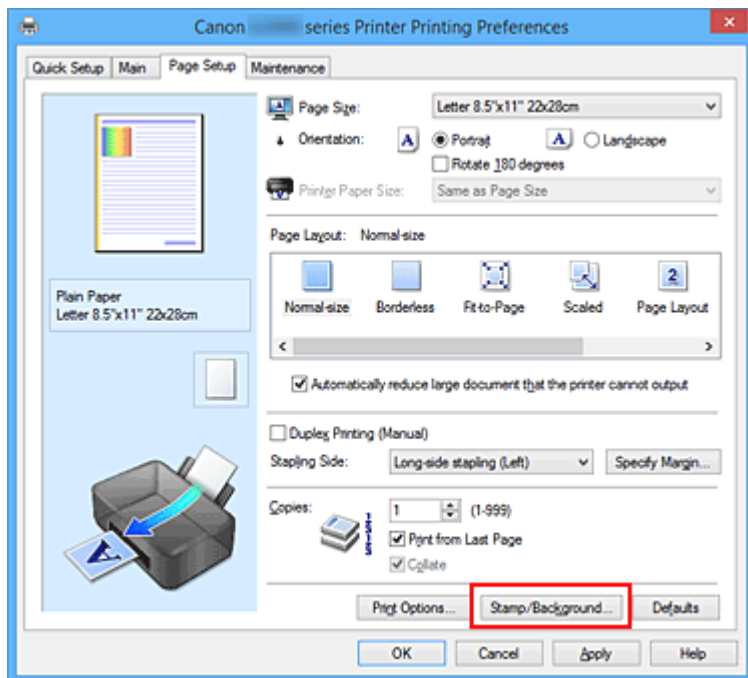 Canon series Printer Printing Preferences
Quick Setup Main Page Setup Maintenance
Page Size: Letter 8.5"x11" 22x28cm
Orientation: A Portrait A Landscape
Rotate 180 degrees
Printer Paper Size: Same as Page Size
Page Layout: Normal-size
2
Normal-size Borderless Fit-to-Page Scaled Page Layout
Plain Paper
Letter 8.5"x11" 22x28cm
Automatically reduce large document that the printer cannot output
Duplex Printing (Manual)
Stapling Side: Long-side stapling (Left) Specify Margin...
Copies: 1 (1-999)
Print from Last Page
Collate
A
Print Options... Stamp/Background... Defaults
OK Cancel Apply Help